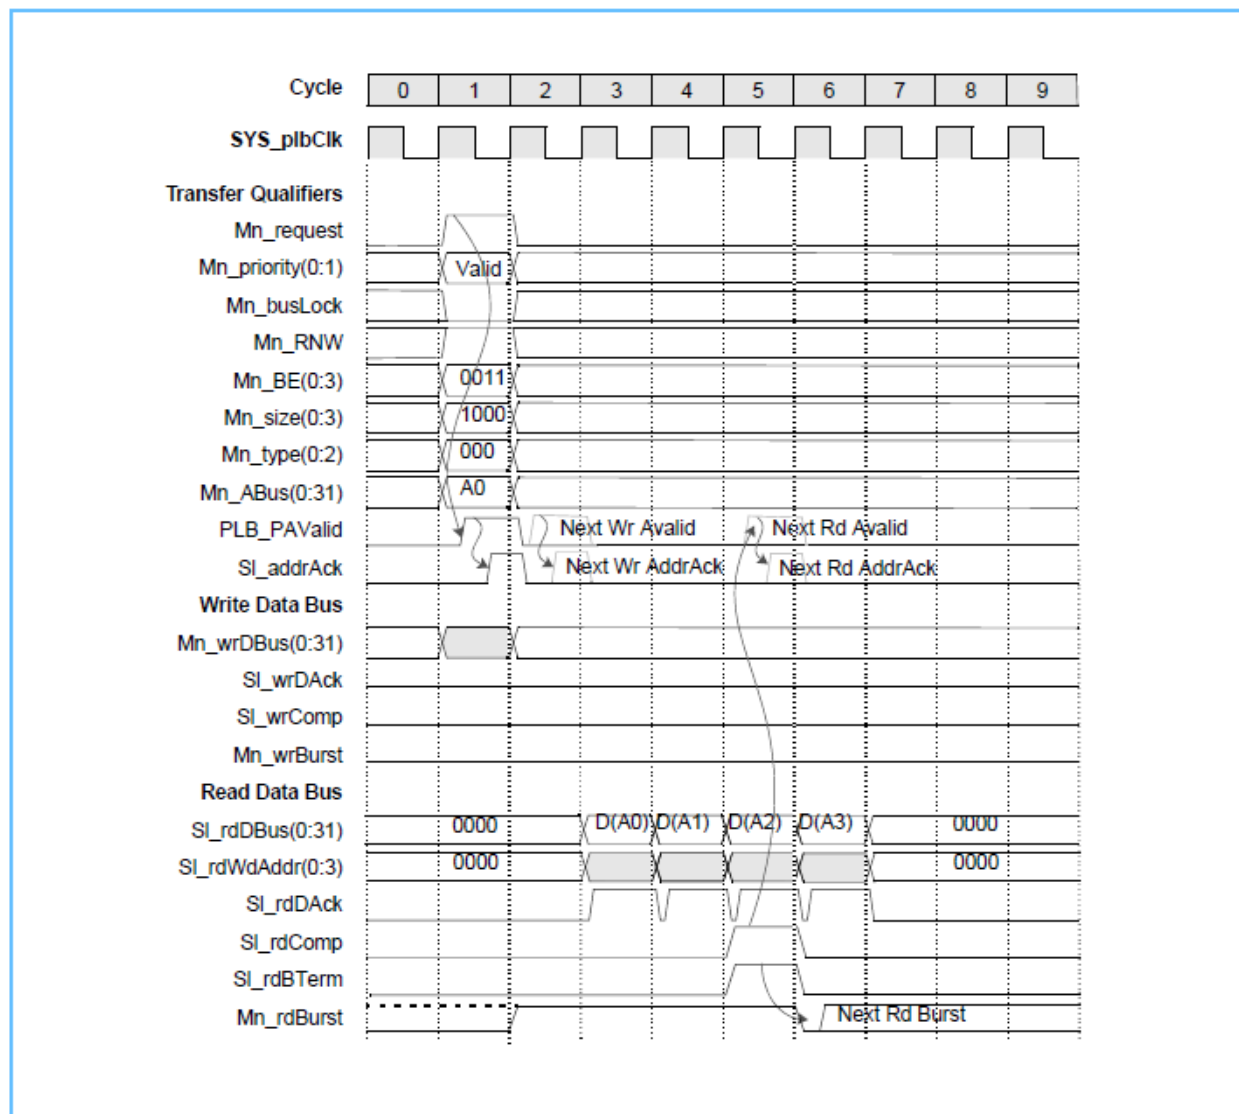 Cycle 0 1 2 3 4 5 6 7 8 9
SYS_plbClk
Transfer Qualifiers
Mn_request
Mn_priority(0:1) Valid
Mn_busLock
Mn_RNW
Mn_BE(0:3) 0011
Mn_size(0:3) 1000
Mn_type(0:2) 000
Mn_ABus(0:31) A0
PLB_PAValid Next Wr Avalid Next Rd Avalid
Sl_addrAck Next Wr AddrAck Next Rd AddrAck
Write Data Bus
Mn_wrDBus(0:31)
Sl_wrDAck
Sl_wrComp
Mn_wrBurst
Read Data Bus
Sl_rdDBus(0:31) 0000 D(A0) D(A1) D(A2) D(A3) 0000
Sl_rdWdAddr(0:3) 0000 0000
Sl_rdDAck
Sl_rdComp
Sl_rdBTerm
Mn_rdBurst Next Rd Burst